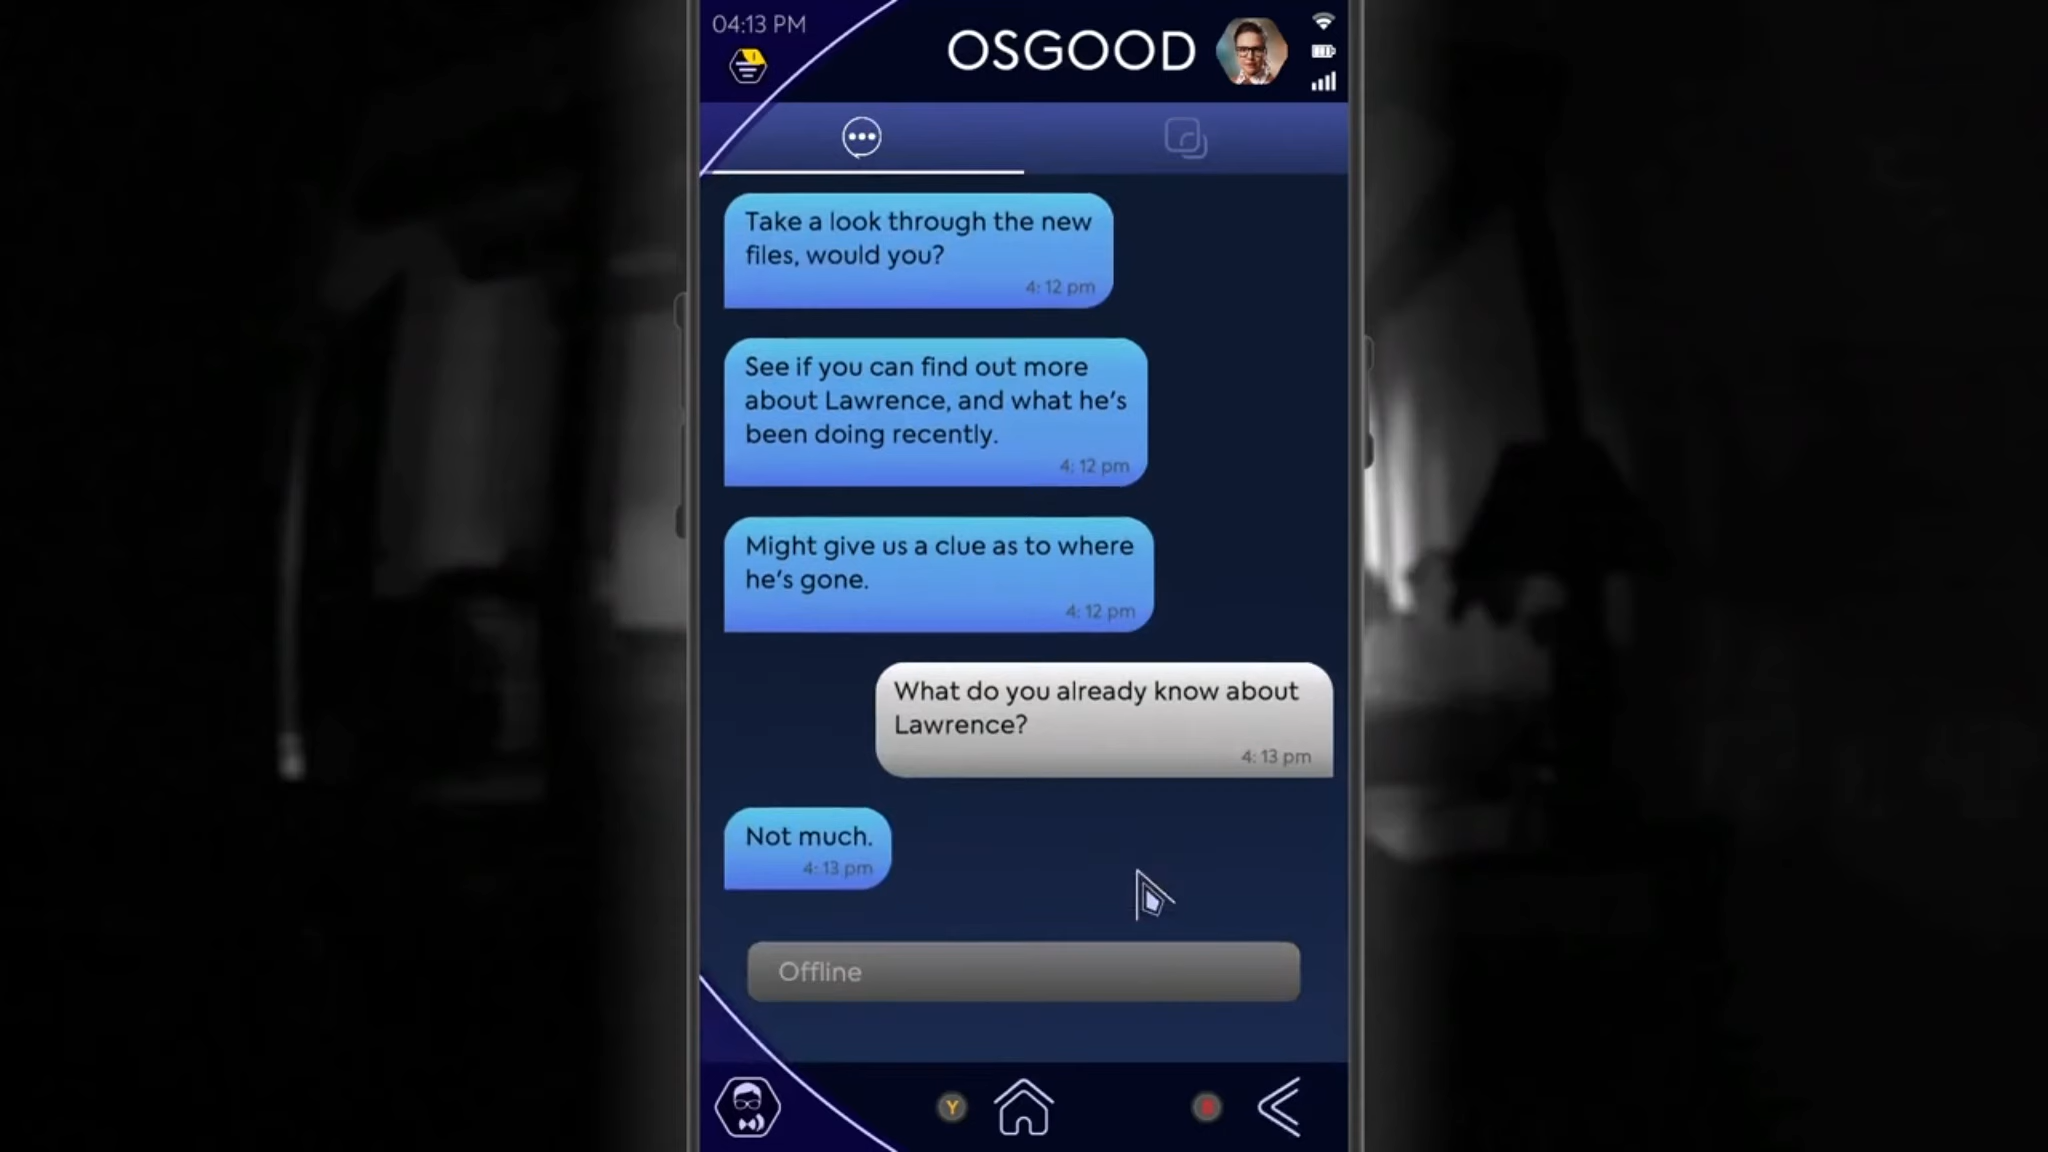 04:13 PM
OSGOOD
Take a look through the new
files, would you?
4: 12 pm
See if you can find out more
about Lawrence, and what he's
been doing recently.
4: 12 pm
Might give us a clue as to where
he's gone.
4: 12 pm
What do you already know about
Lawrence?
4: 13 pm
Not much.
4: 13 pm
Offline
Y
B